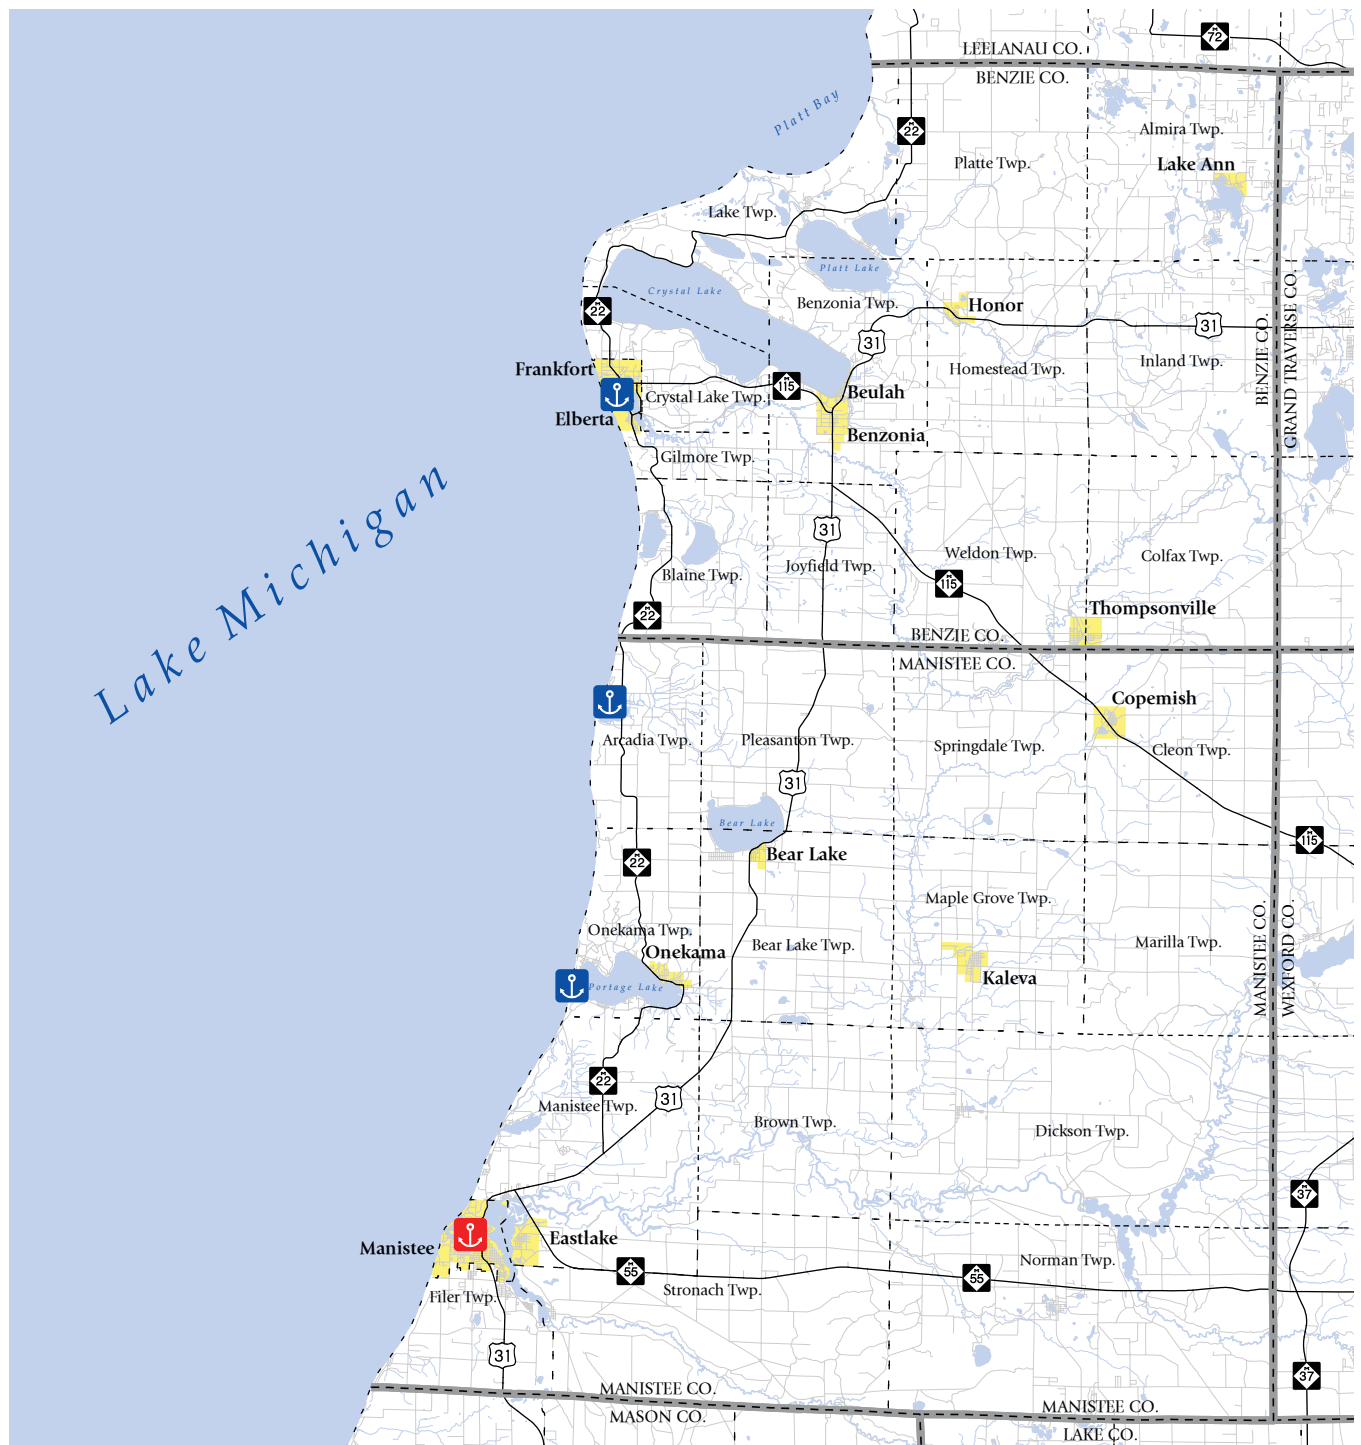 LEELANAU CO.
M
72
BENZIE CO.
Platt Bay
M
22
Almira Twp.
Platte Twp.
Lake Ann
Lake Twp.
Platt Lake
Crystal Lake
Benzonia Twp.
Honor
M
22
31
31
BENZIE CO.
GRAND TRAVERSE CO.
Frankfort
Homestead Twp.
Inland Twp.
M
115
Crystal Lake Twp.
Beulah
Elberta
Benzonia
Gilmore Twp.
Lake Michigan
31
Weldon Twp.
Colfax Twp.
Joyfield Twp.
Blaine Twp.
M
115
M
22
Thompsonville
BENZIE CO.
MANISTEE CO.
Copemish
Arcadia Twp.
Pleasanton Twp.
Springdale Twp.
Cleon Twp.
31
Bear Lake
M
115
Bear Lake
M
22
Maple Grove Twp.
MANISTEE CO.
WEXFORD CO.
Onekama Twp.
Onekama
Bear Lake Twp.
Marilla Twp.
Kaleva
Portage Lake
M
22
31
Manistee Twp.
Brown Twp.
Dickson Twp.
M
37
Eastlake
Manistee
Norman Twp.
M
55
M
55
Stronach Twp.
Filer Twp.
31
M
37
MANISTEE CO.
MASON CO.
MANISTEE CO.
LAKE CO.